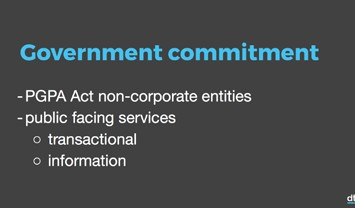 Government commitment
- PGPA Act non-corporate entities
- public facing services
○ transactional
○ information